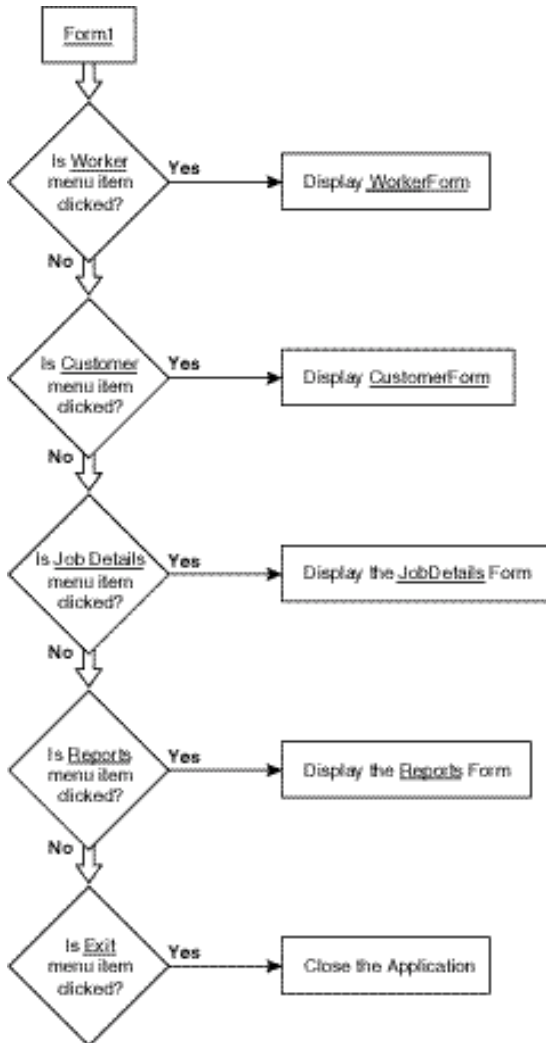 Form1
Is Worker
menu item
clicked?
Yes
Display WorkerForm
No
Is Customer
menu item
clicked?
Yes
Display CustomerForm
No
Is Job Details
menu item
clicked?
Yes
Display the JobDetails Form
No
Is Reports
menu item
clicked?
Yes
Display the Reports Form
No
Is Exit
menu item
clicked?
Yes
Close the Application